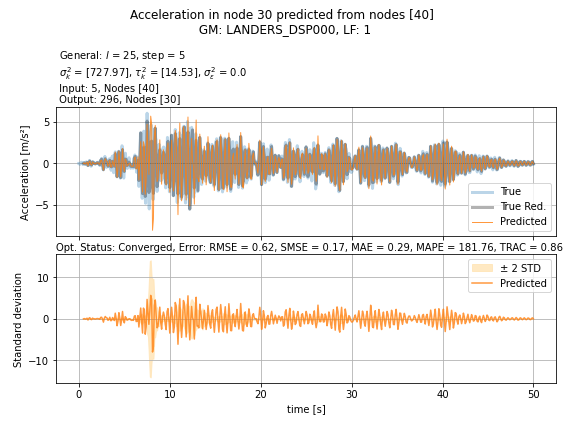 Acceleration in node 30 predicted from nodes [40]
GM: LANDERS_DSP000, LF: 1
General: l = 25, step = 5
σ²ₖ = [727.97], τ²ₖ = [14.53], σ²ε = 0.0
Input: 5, Nodes [40]
Output: 296, Nodes [30]
Acceleration [m/s²]
5
0
−5
True
True Red.
Predicted
Opt. Status: Converged, Error: RMSE = 0.62, SMSE = 0.17, MAE = 0.29, MAPE = 181.76, TRAC = 0.86
Standard deviation
10
0
−10
± 2 STD
Predicted
0 10 20 30 40 50
time [s]